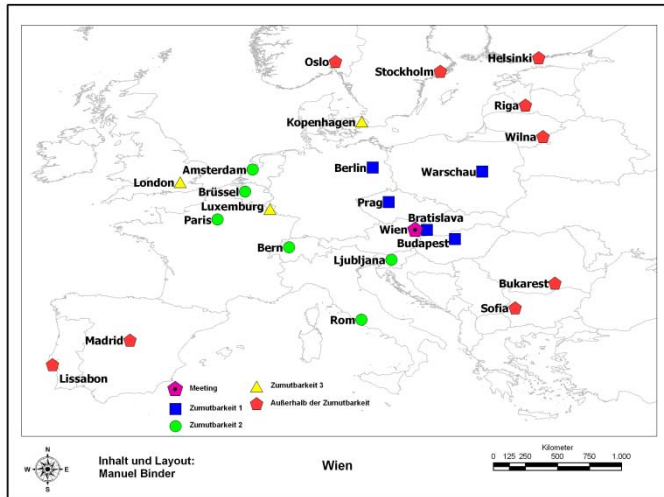 Oslo
Stockholm
Helsinki
Riga
Wilna
Kopenhagen
Amsterdam
Berlin
Warschau
London
Brüssel
Luxemburg
Prag
Paris
Bratislava
Wien
Budapest
Bern
Ljubljana
Bukarest
Sofia
Rom
Madrid
Lissabon
Meeting
Zumutbarkeit 1
Zumutbarkeit 2
Zumutbarkeit 3
Außerhalb der Zumutbarkeit
N
W
E
S
Inhalt und Layout:
Manuel Binder
Wien
Kilometer
0 125 250 500 750 1.000